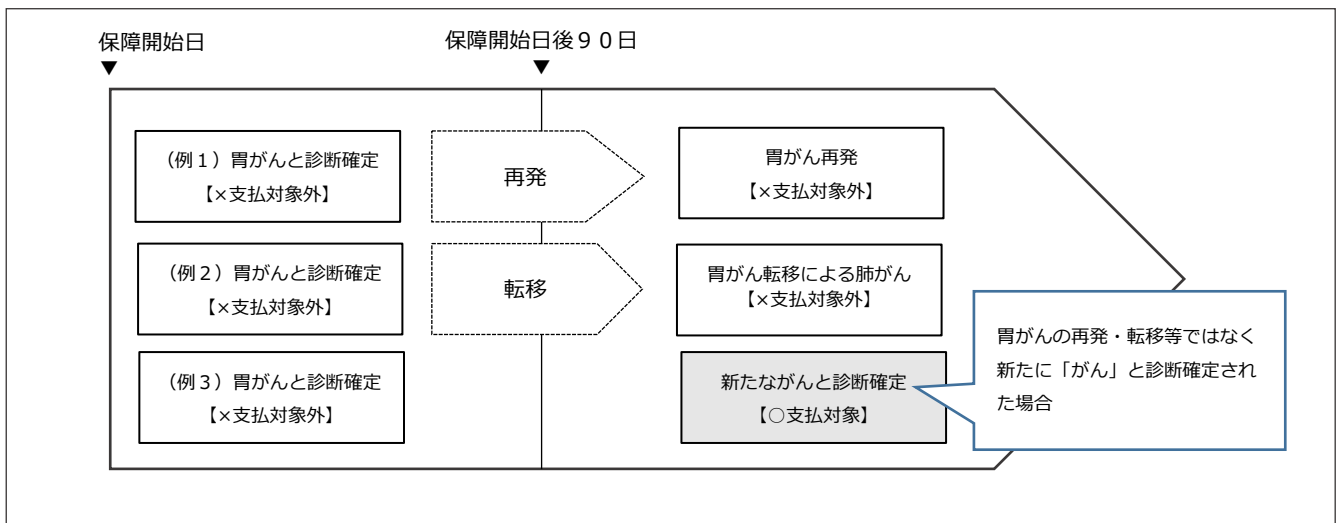 保障開始日
▼
保障開始日後９０日
▼
（例１）胃がんと診断確定
【×支払対象外】
再発
胃がん再発
【×支払対象外】
（例２）胃がんと診断確定
【×支払対象外】
転移
胃がん転移による肺がん
【×支払対象外】
（例３）胃がんと診断確定
【×支払対象外】
新たながんと診断確定
【○支払対象】
胃がんの再発・転移等ではなく
新たに「がん」と診断確定され
た場合